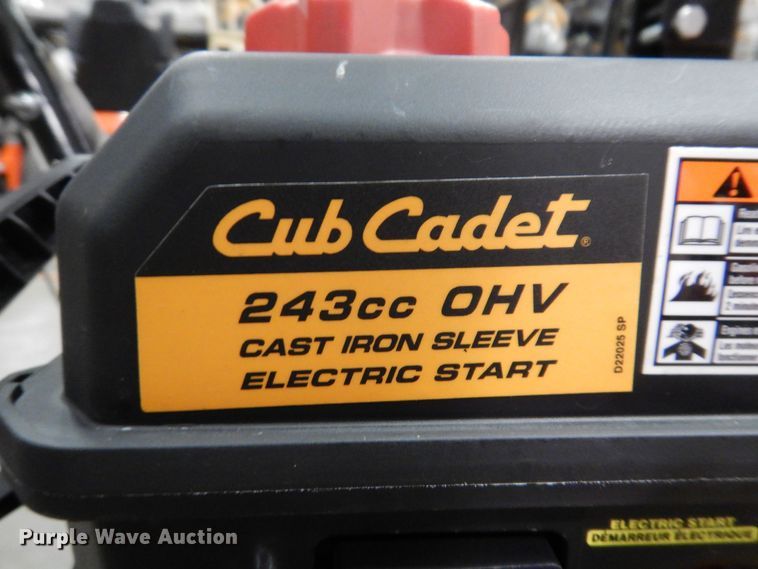 Cub Cadet®
243cc OHV
CAST IRON SLEEVE
ELECTRIC START
D22025 SP
ELECTRIC START
DÉMARREUR ÉLECTRIQUE
Purple Wave Auction